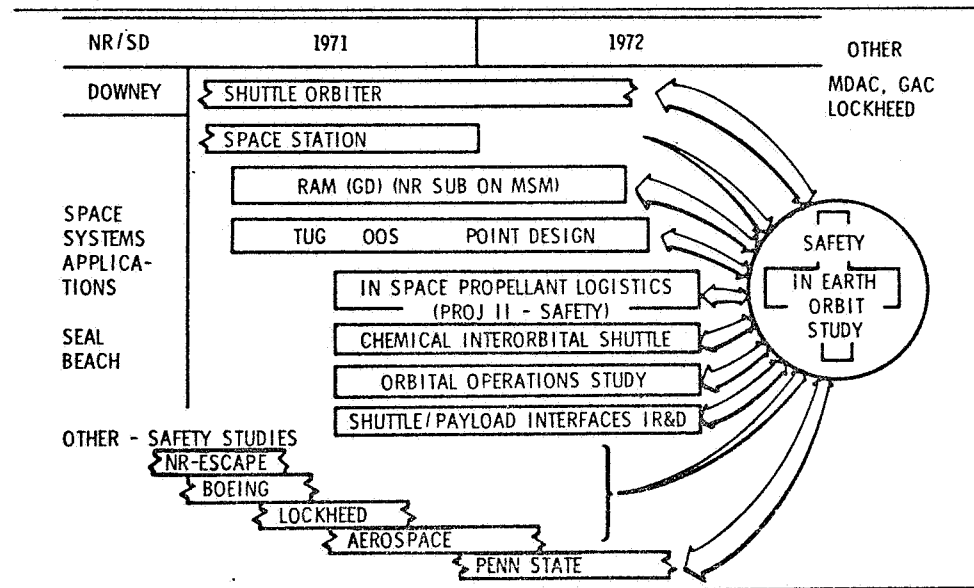 NR/SD 1971 1972 OTHER
MDAC, GAC
LOCKHEED
DOWNEY
SHUTTLE ORBITER
SPACE STATION
RAM (GD) (NR SUB ON MSM)
TUG OOS POINT DESIGN
SPACE
SYSTEMS
APPLICA-
TIONS
SEAL
BEACH
IN SPACE PROPELLANT LOGISTICS
(PROJ II - SAFETY)
CHEMICAL INTERORBITAL SHUTTLE
ORBITAL OPERATIONS STUDY
SHUTTLE/PAYLOAD INTERFACES IR&D
SAFETY
IN EARTH
ORBIT
STUDY
OTHER - SAFETY STUDIES
NR-ESCAPE
BOEING
LOCKHEED
AEROSPACE
PENN STATE